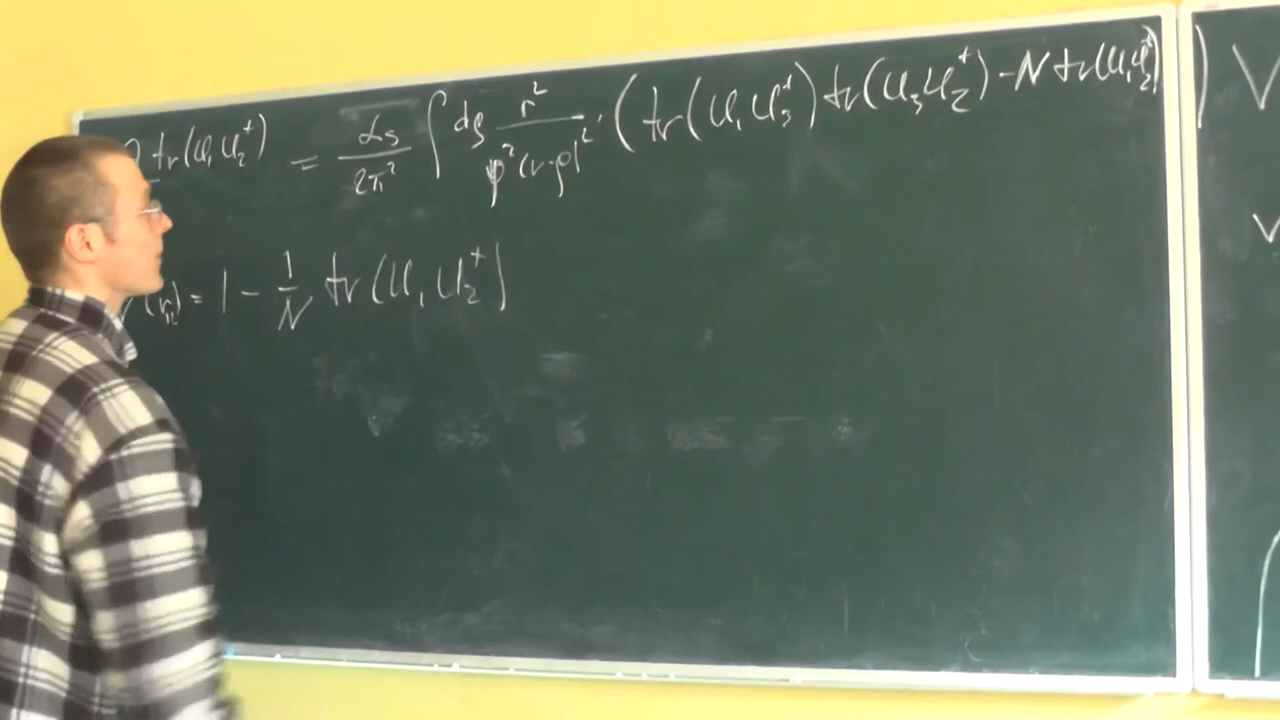 ∂ tr(U₁U₂⁺) = αs/2π² ∫ dρ r²/ρ²(r-ρ)² · (tr(U₁U₃⁺) tr(U₃U₂⁺) - N tr(U₁U₂⁺)) V
(r₁₂) = 1 - 1/N tr(U₁U₂⁺)